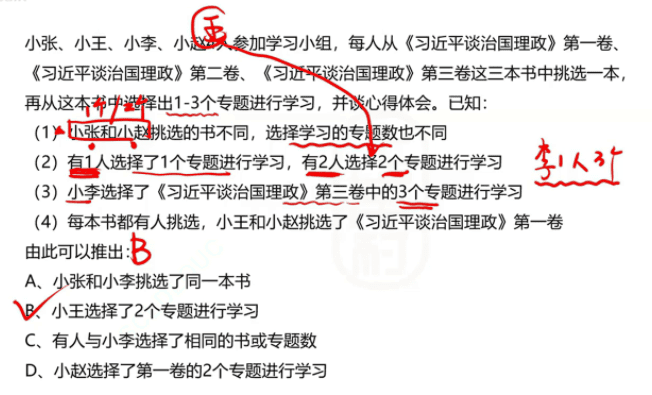 王
小张、小王、小李、小赵4人参加学习小组，每人从《习近平谈治国理政》第一卷、
《习近平谈治国理政》第二卷、《习近平谈治国理政》第三卷这三本书中挑选一本，
再从这本书中选择出1-3个专题进行学习，并谈心得体会。已知：
1个/2个
（1）小张和小赵挑选的书不同，选择学习的专题数也不同
（2）有1人选择了1个专题进行学习，有2人选择2个专题进行学习
李1人3个
（3）小李选择了《习近平谈治国理政》第三卷中的3个专题进行学习
（4）每本书都有人挑选，小王和小赵挑选了《习近平谈治国理政》第一卷
由此可以推出：B
A、小张和小李挑选了同一本书
B、小王选择了2个专题进行学习
C、有人与小李选择了相同的书或专题数
D、小赵选择了第一卷的2个专题进行学习